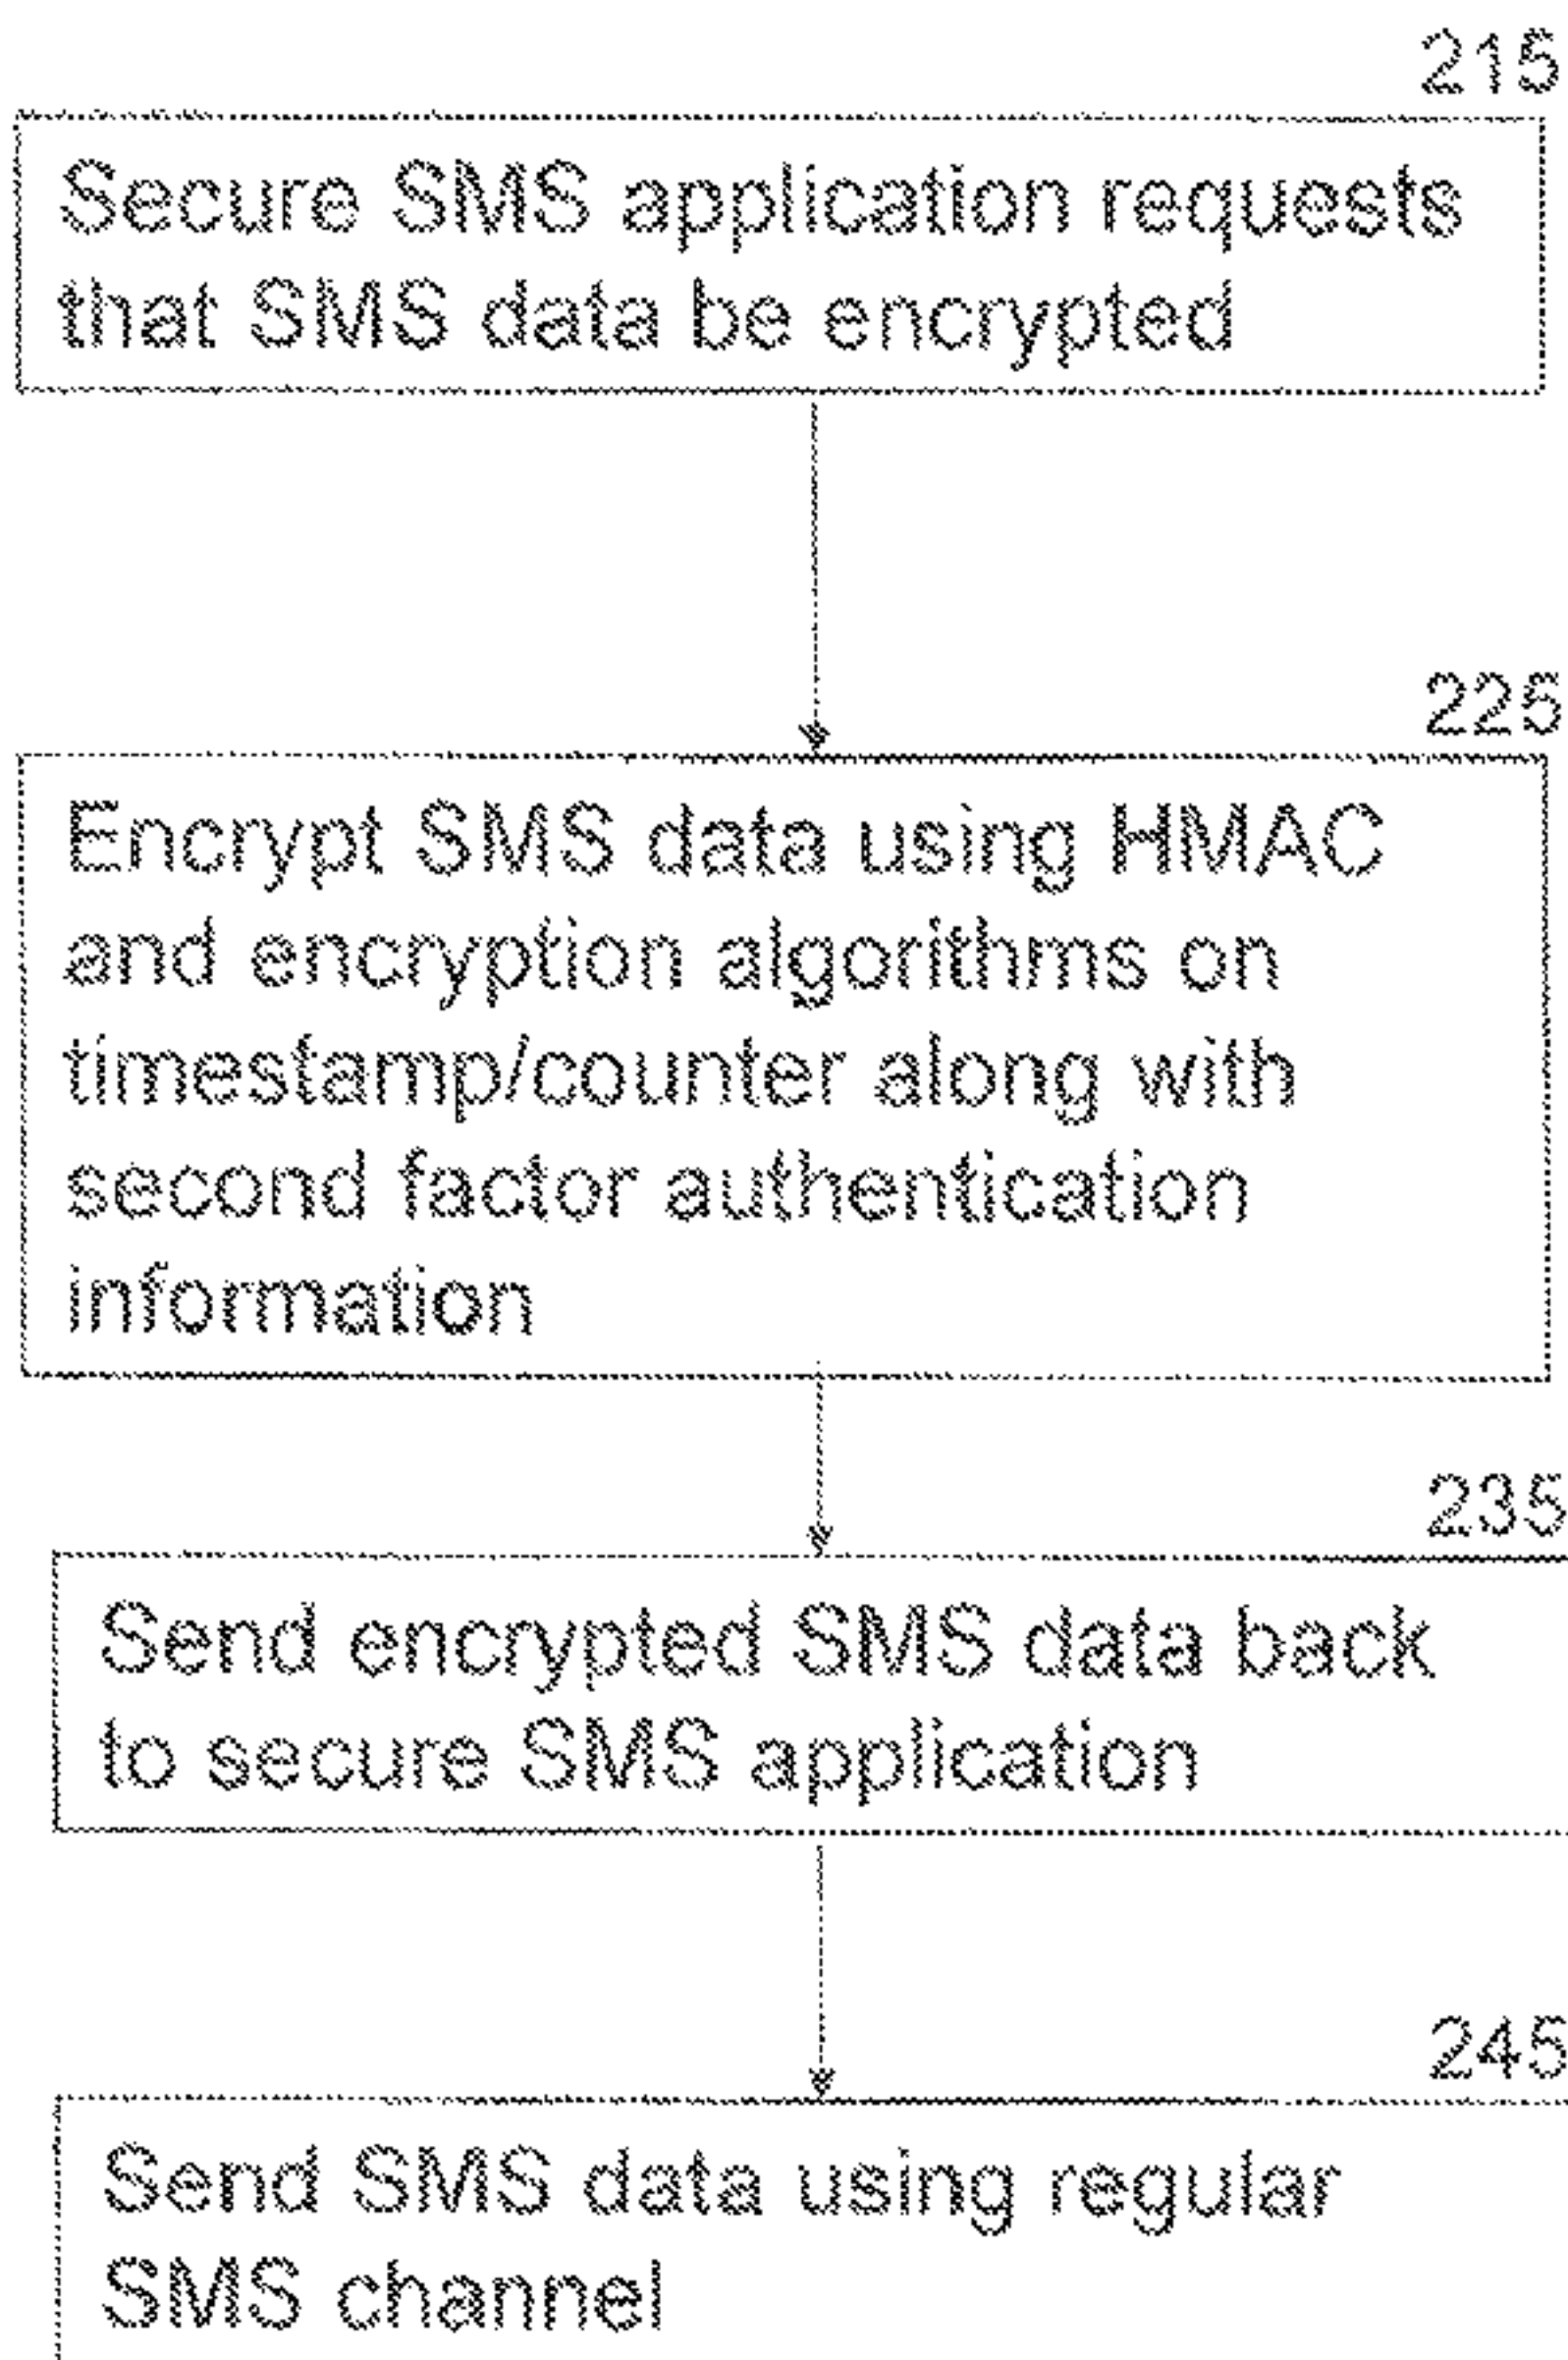 215
Secure SMS application requests
that SMS data be encrypted
225
Encrypt SMS data using HMAC
and encryption algorithms on
timestamp/counter along with
second factor authentication
information
235
Send encrypted SMS data back
to secure SMS application
245
Send SMS data using regular
SMS channel